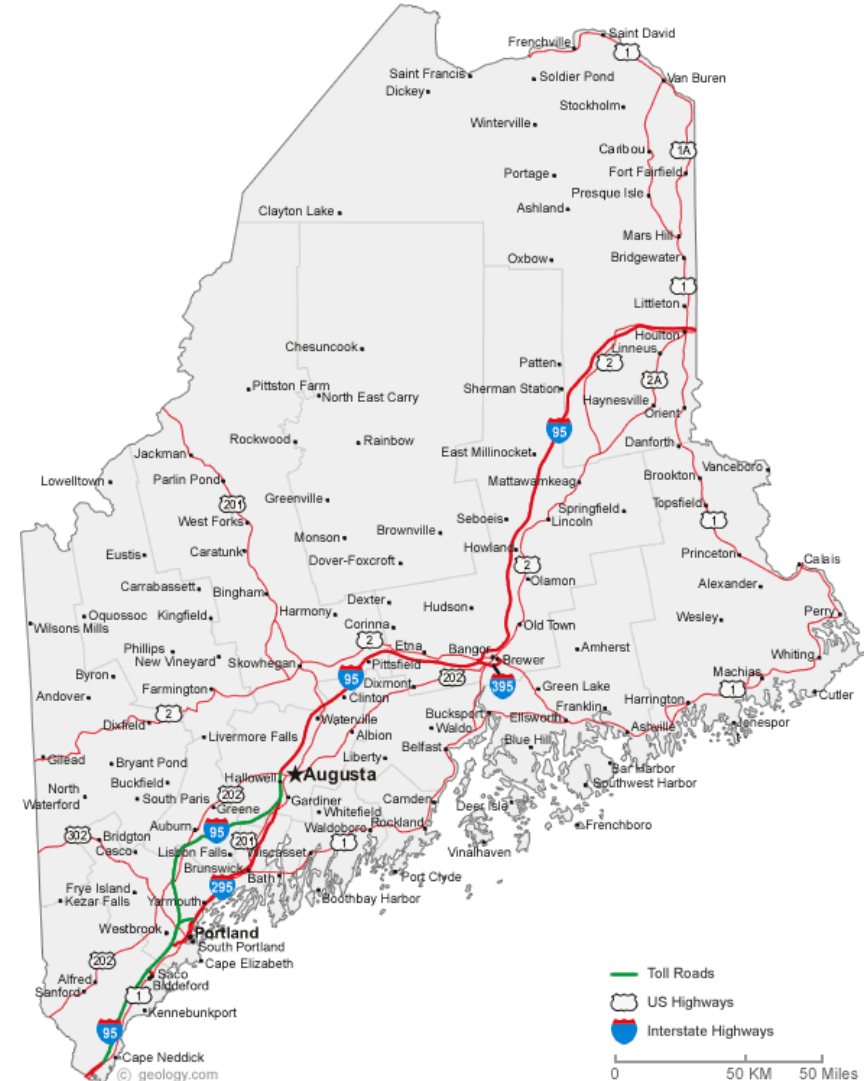 Saint David
Frenchville
1
Saint Francis
Soldier Pond
Van Buren
Dickey
Stockholm
Winterville
Caribou
1A
Portage
Fort Fairfield
Presque Isle
Clayton Lake
Ashland
Mars Hill
Oxbow
Bridgewater
1
Littleton
Houlton
Chesuncook
Linneus
Patten
2
Pittston Farm
Sherman Station
2A
North East Carry
Haynesville
Orient
95
Rockwood
Rainbow
Danforth
Jackman
East Millinocket
Vanceboro
Lowelltown
Parlin Pond
Mattawamkeag
Brookton
201
Greenville
Springfield
Topsfield
West Forks
Seboeis
Lincoln
1
Monson
Brownville
Eustis
Caratunk
Howland
Princeton
Dover-Foxcroft
Calais
2
Carrabassett
Olamon
Alexander
Bingham
Dexter
Oquossoc
Kingfield
Harmony
Hudson
Perry
Wilsons Mills
Corinna
Old Town
Wesley
2
Phillips
Etna
Bangor
Amherst
New Vineyard
Skowhegan
Pittsfield
Brewer
Whiting
Byron
95
202
Machias
Farmington
Dixmont
395
Green Lake
1
Andover
Clinton
Harrington
Cutler
2
Waterville
Bucksport
Franklin
Dixfield
Ellsworth
Jenespor
Livermore Falls
Albion
Waldo
Ashville
Blue Hill
Belfast
Gilead
Bryant Pond
Liberty
Bar Harbor
Hallowell
Augusta
Buckfield
Southwest Harbor
North
Waterford
South Paris
202
Gardiner
Camden
Greene
Whitefield
Deer Isle
Auburn
95
Waldoboro
Rockland
Frenchboro
302
Bridgton
201
1
Casco
Lisbon Falls
Wiscasset
Vinalhaven
Brunswick
Bath
Port Clyde
Frye Island
295
Kezar Falls
Yarmouth
Boothbay Harbor
Westbrook
Portland
South Portland
202
Cape Elizabeth
Saco
Alfred
Biddeford
Sanford
1
Kennebunkport
95
Cape Neddick
© geology.com
Toll Roads
US Highways
Interstate Highways
0
50 KM
50 Miles